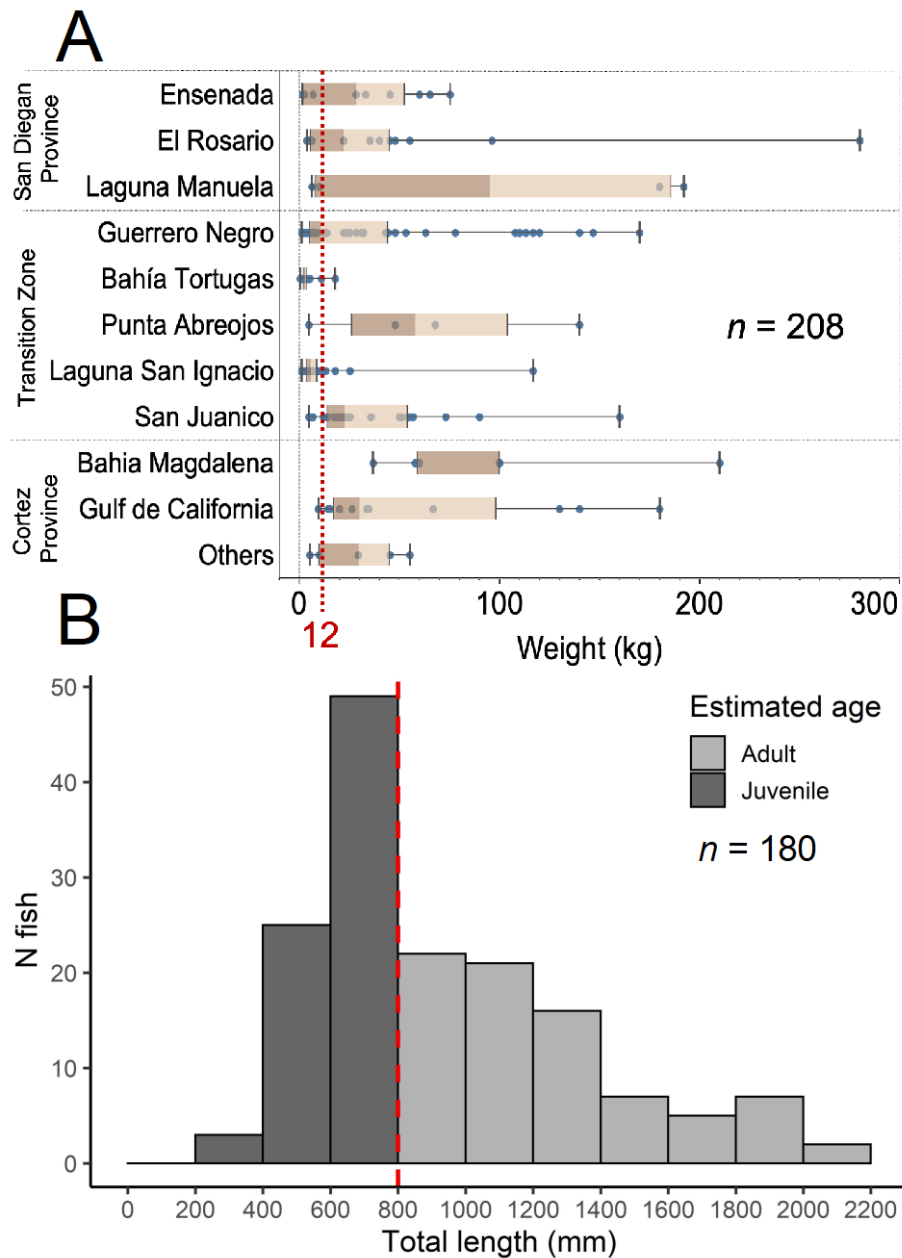 A
San Diegan
Province
Ensenada
El Rosario
Laguna Manuela
Transition Zone
Guerrero Negro
Bahía Tortugas
Punta Abreojos
Laguna San Ignacio
San Juanico
n = 208
Cortez
Province
Bahia Magdalena
Gulf de California
Others
0 100 200 300
12
Weight (kg)
B
50
40
30
20
10
0
N fish
Estimated age
Adult
Juvenile
n = 180
0 200 400 600 800 1000 1200 1400 1600 1800 2000 2200
Total length (mm)